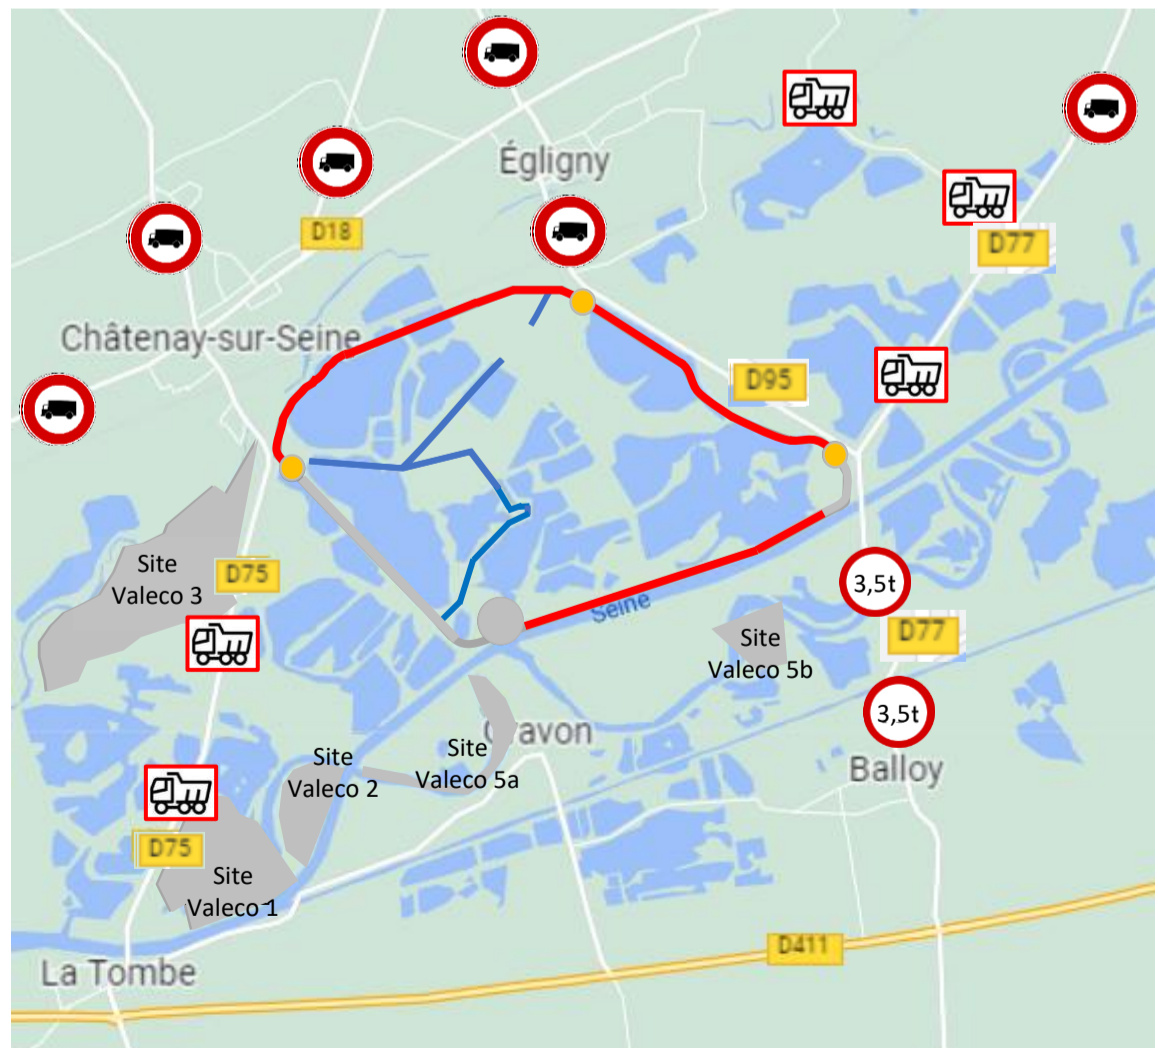 Égligny
D18
D77
Châtenay-sur-Seine
D95
Site
Valeco 3
D75
3,5t
Seine
D77
Site
Valeco 5b
3,5t
Gravon
Site
Valeco 5a
Site
Valeco 2
Balloy
D75
Site
Valeco 1
D411
La Tombe